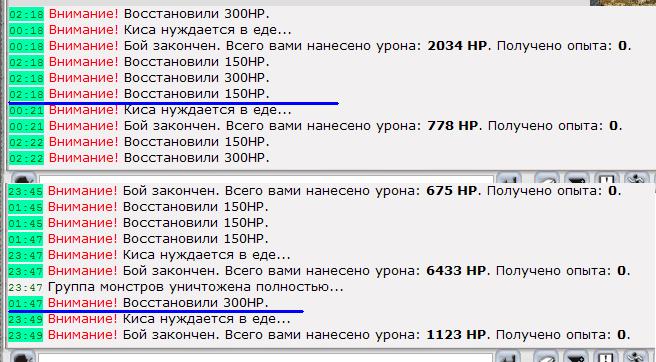 02:18 Внимание! Восстановили 300HP.
00:18 Внимание! Киса нуждается в еде...
00:18 Внимание! Бой закончен. Всего вами нанесено урона: 2034 HP. Получено опыта: 0.
02:18 Внимание! Восстановили 150HP.
02:18 Внимание! Восстановили 300HP.
02:18 Внимание! Восстановили 150HP.
00:21 Внимание! Киса нуждается в еде...
00:21 Внимание! Бой закончен. Всего вами нанесено урона: 778 HP. Получено опыта: 0.
02:22 Внимание! Восстановили 150HP.
02:22 Внимание! Восстановили 300HP.
23:45 Внимание! Бой закончен. Всего вами нанесено урона: 675 HP. Получено опыта: 0.
01:45 Внимание! Восстановили 150HP.
01:45 Внимание! Восстановили 150HP.
01:47 Внимание! Восстановили 150HP.
23:47 Внимание! Киса нуждается в еде...
23:47 Внимание! Бой закончен. Всего вами нанесено урона: 6433 HP. Получено опыта: 0.
23:47 Группа монстров уничтожена полностью...
01:47 Внимание! Восстановили 300HP.
23:49 Внимание! Киса нуждается в еде...
23:49 Внимание! Бой закончен. Всего вами нанесено урона: 1123 HP. Получено опыта: 0.